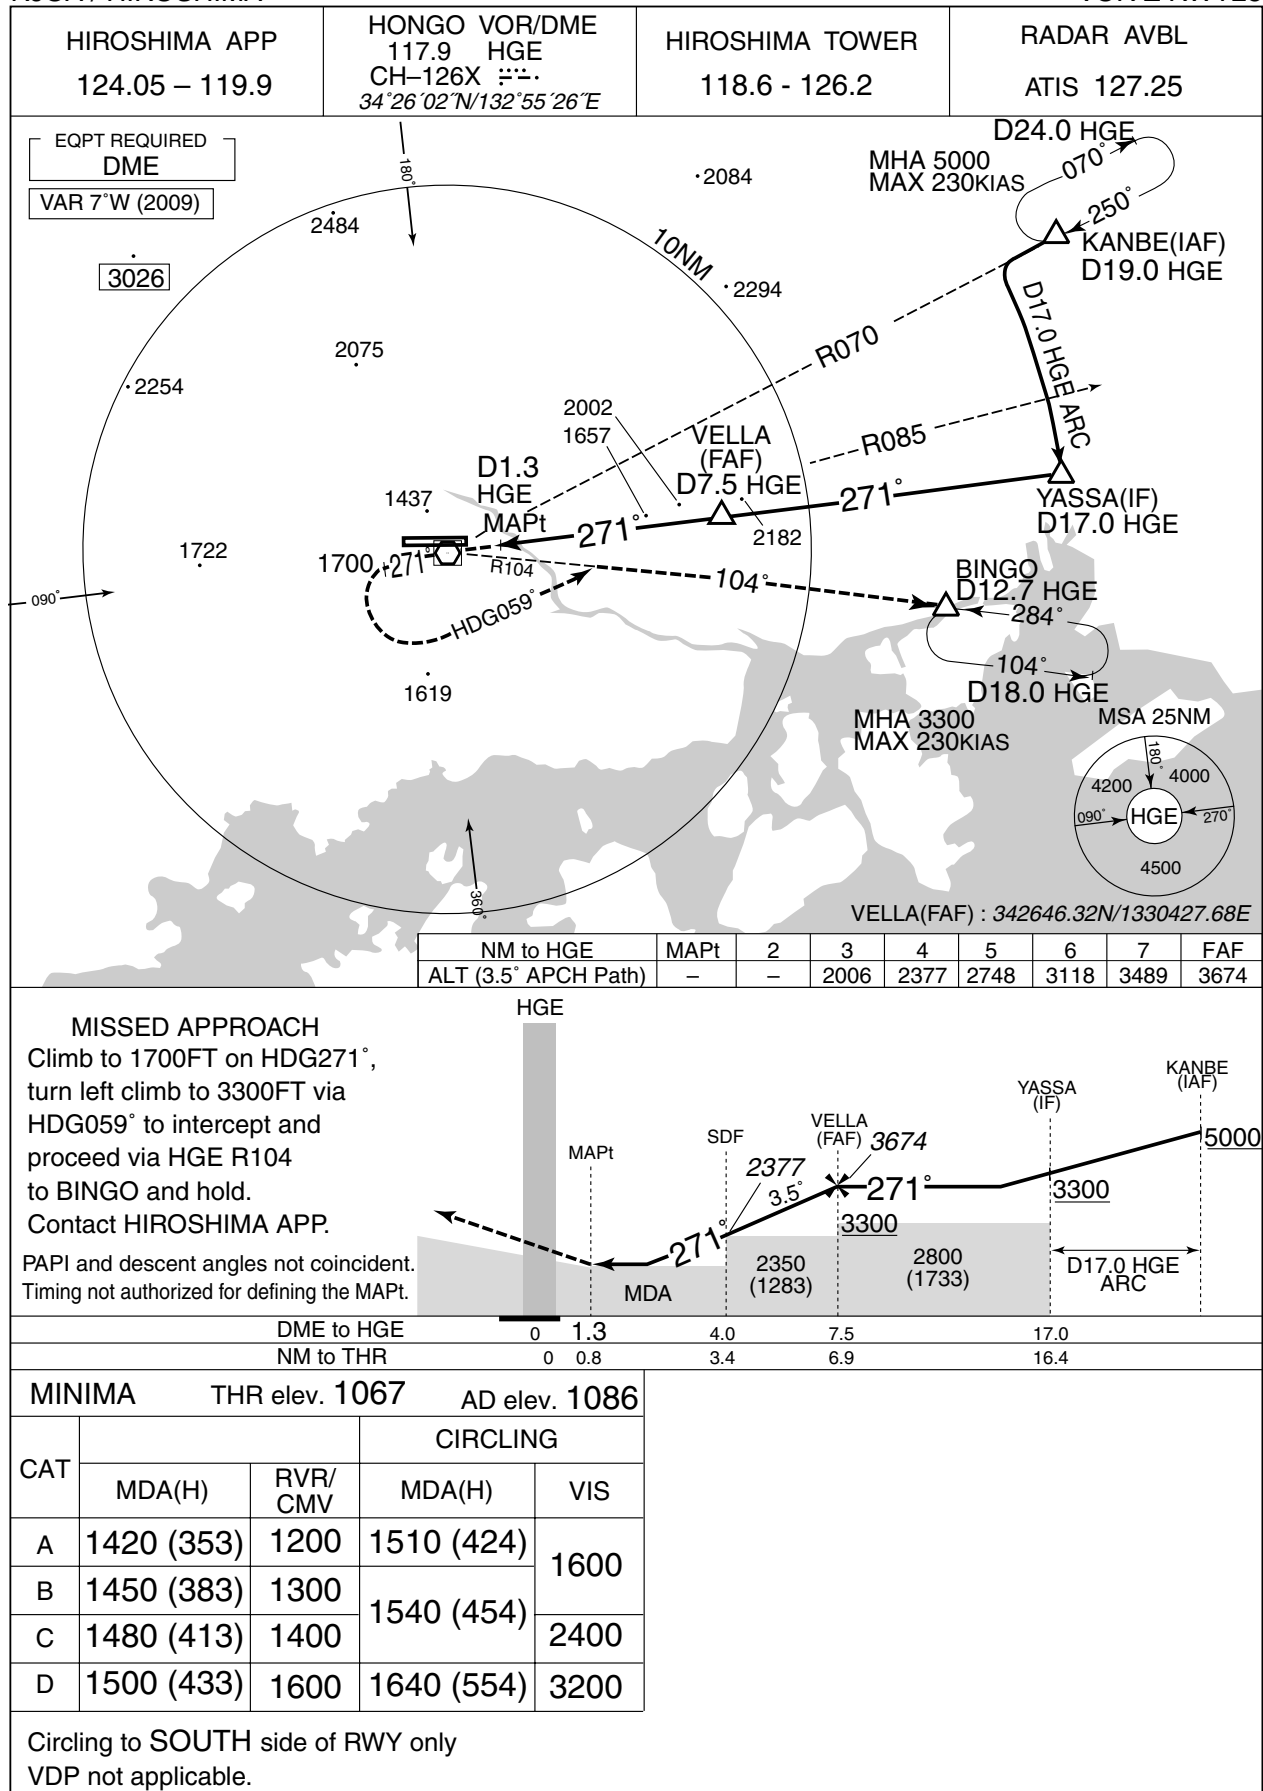 HIROSHIMA APP
124.05 – 119.9
HONGO VOR/DME
117.9 HGE
CH–126X
34°26´02˝N/132°55´26˝E
HIROSHIMA TOWER
118.6 - 126.2
RADAR AVBL
ATIS 127.25
EQPT REQUIRED
DME
VAR 7°W (2009)
180°
D24.0 HGE
MHA 5000
MAX 230KIAS
070°
250°
2084
2484
10NM
3026
KANBE(IAF)
D19.0 HGE
2294
D17.0 HGE ARC
R070
2075
2254
2002
1657
VELLA
(FAF)
D7.5 HGE
R085
D1.3
HGE
MAPt
1437
271°
271°
YASSA(IF)
D17.0 HGE
2182
1722
1700
271°
R104
104°
BINGO
D12.7 HGE
284°
090°
HDG059°
104°
D18.0 HGE
1619
MHA 3300
MAX 230KIAS
MSA 25NM
180°
4200
4000
090°
HGE
270°
4500
360°
VELLA(FAF) : 342646.32N/1330427.68E
NM to HGE MAPt 2 3 4 5 6 7 FAF
ALT (3.5° APCH Path) – – 2006 2377 2748 3118 3489 3674
HGE
MISSED APPROACH
Climb to 1700FT on HDG271°,
turn left climb to 3300FT via
HDG059° to intercept and
proceed via HGE R104
to BINGO and hold.
Contact HIROSHIMA APP.
PAPI and descent angles not coincident.
Timing not authorized for defining the MAPt.
MAPt
SDF
VELLA
(FAF)
YASSA
(IF)
KANBE
(IAF)
3674
5000
2377
3.5°
271°
3300
271°
3300
2350
(1283)
2800
(1733)
D17.0 HGE
ARC
MDA
DME to HGE 0 1.3 4.0 7.5 17.0
NM to THR 0 0.8 3.4 6.9 16.4
MINIMA THR elev. 1067 AD elev. 1086
CAT
CIRCLING
MDA(H) RVR/
CMV MDA(H) VIS
A 1420 (353) 1200 1510 (424) 1600
B 1450 (383) 1300 1540 (454)
C 1480 (413) 1400 2400
D 1500 (433) 1600 1640 (554) 3200
Circling to SOUTH side of RWY only
VDP not applicable.